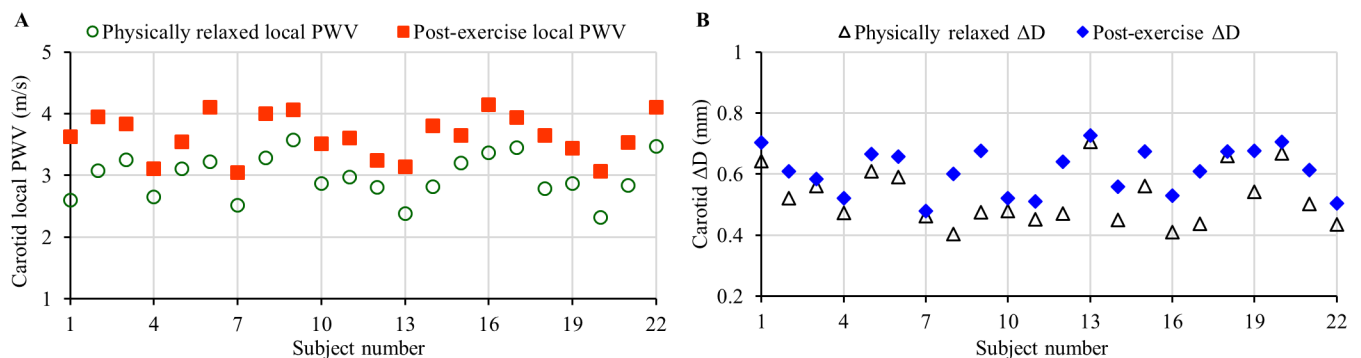 A
Physically relaxed local PWV
Post-exercise local PWV
Carotid local PWV (m/s)
5
4
3
2
1
1 4 7 10 13 16 19 22
Subject number
B
Physically relaxed ΔD
Post-exercise ΔD
Carotid ΔD (mm)
1
0.8
0.6
0.4
0.2
1 4 7 10 13 16 19 22
Subject number